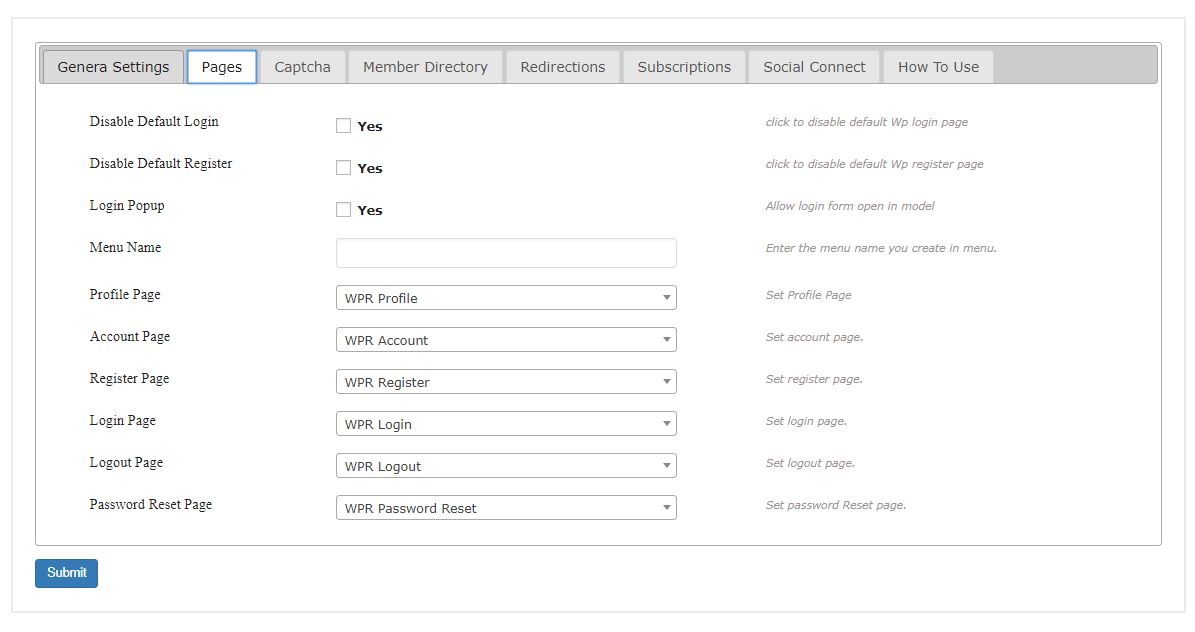 Genera Settings Pages Captcha Member Directory Redirections Subscriptions Social Connect How To Use
Disable Default Login Yes click to disable default Wp login page
Disable Default Register Yes click to disable default Wp register page
Login Popup Yes Allow login form open in model
Menu Name Enter the menu name you create in menu.
Profile Page WPR Profile Set Profile Page
Account Page WPR Account Set account page.
Register Page WPR Register Set register page.
Login Page WPR Login Set login page.
Logout Page WPR Logout Set logout page.
Password Reset Page WPR Password Reset Set password Reset page.
Submit